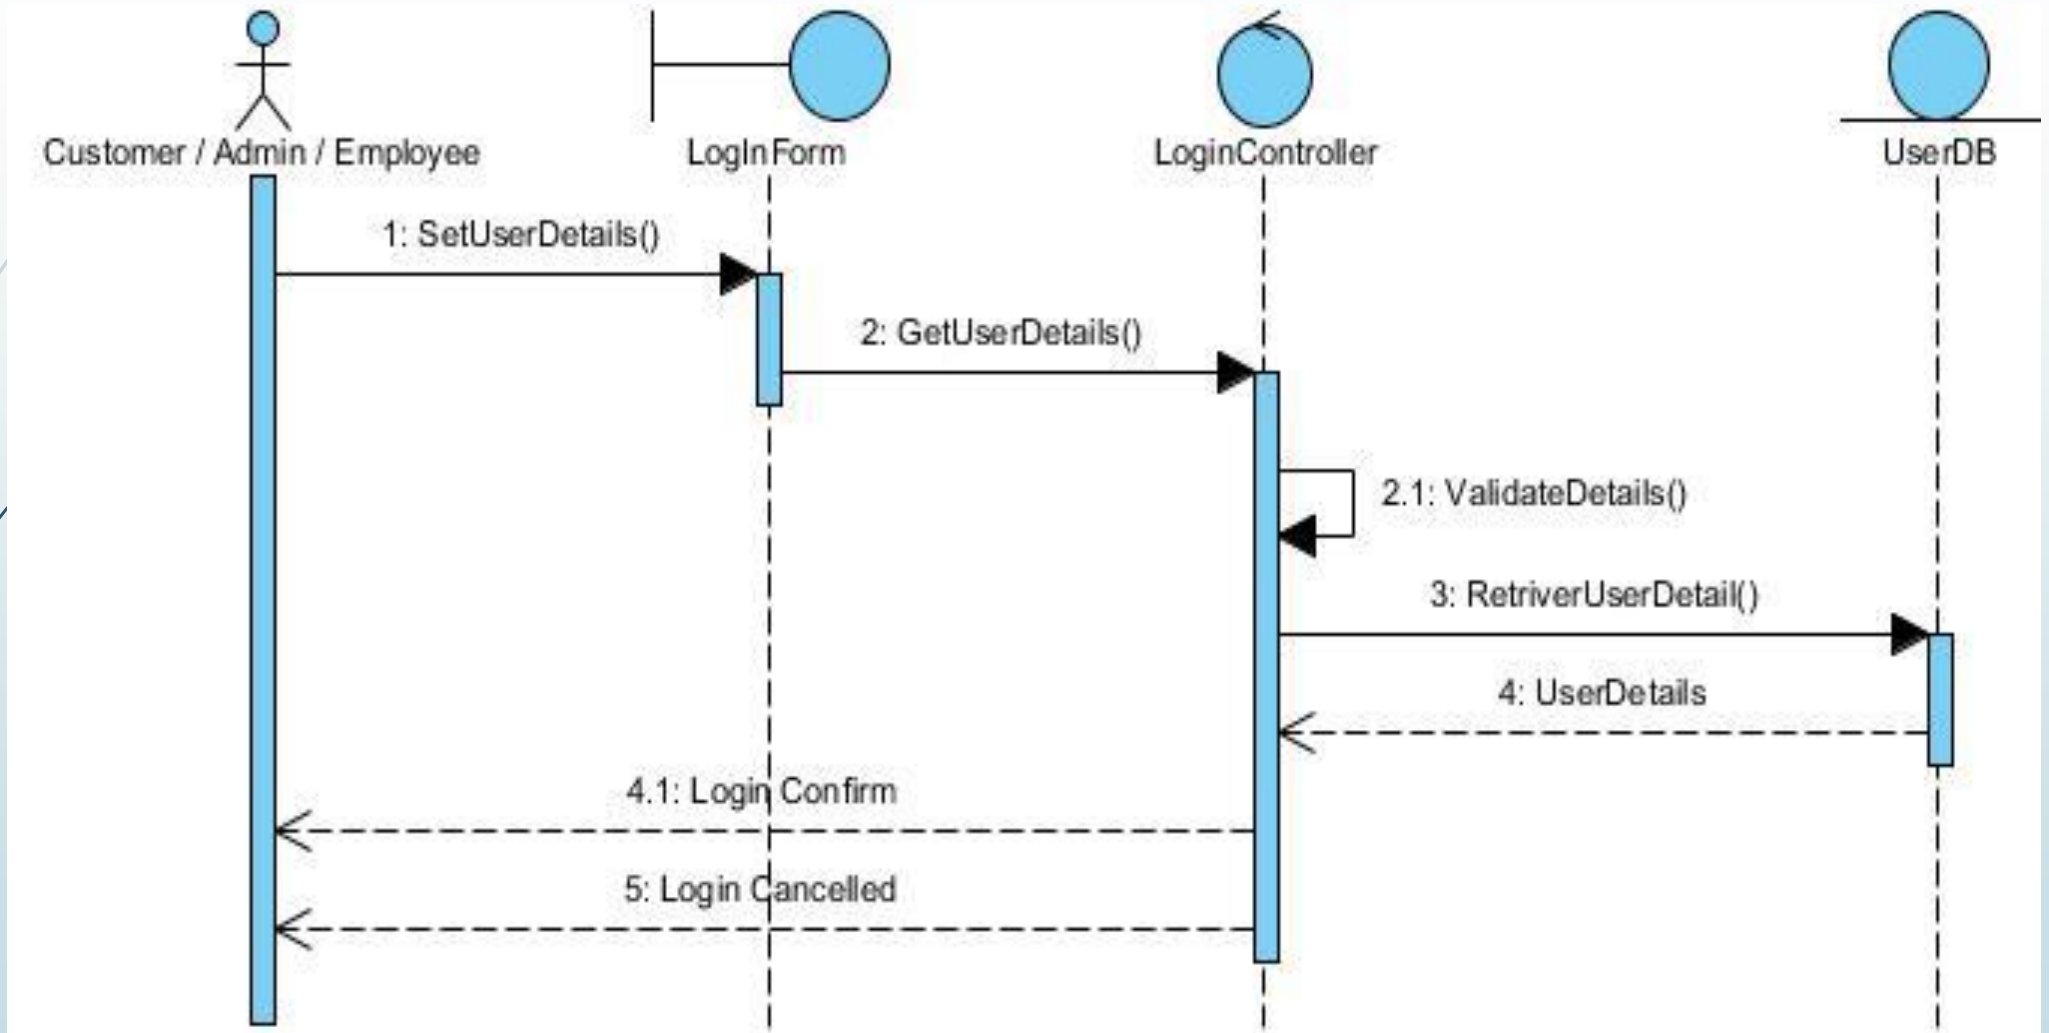 Customer / Admin / Employee
LogInForm
LoginController
UserDB
1: SetUserDetails()
2: GetUserDetails()
2.1: ValidateDetails()
3: RetriverUserDetail()
4: UserDetails
4.1: Login Confirm
5: Login Cancelled